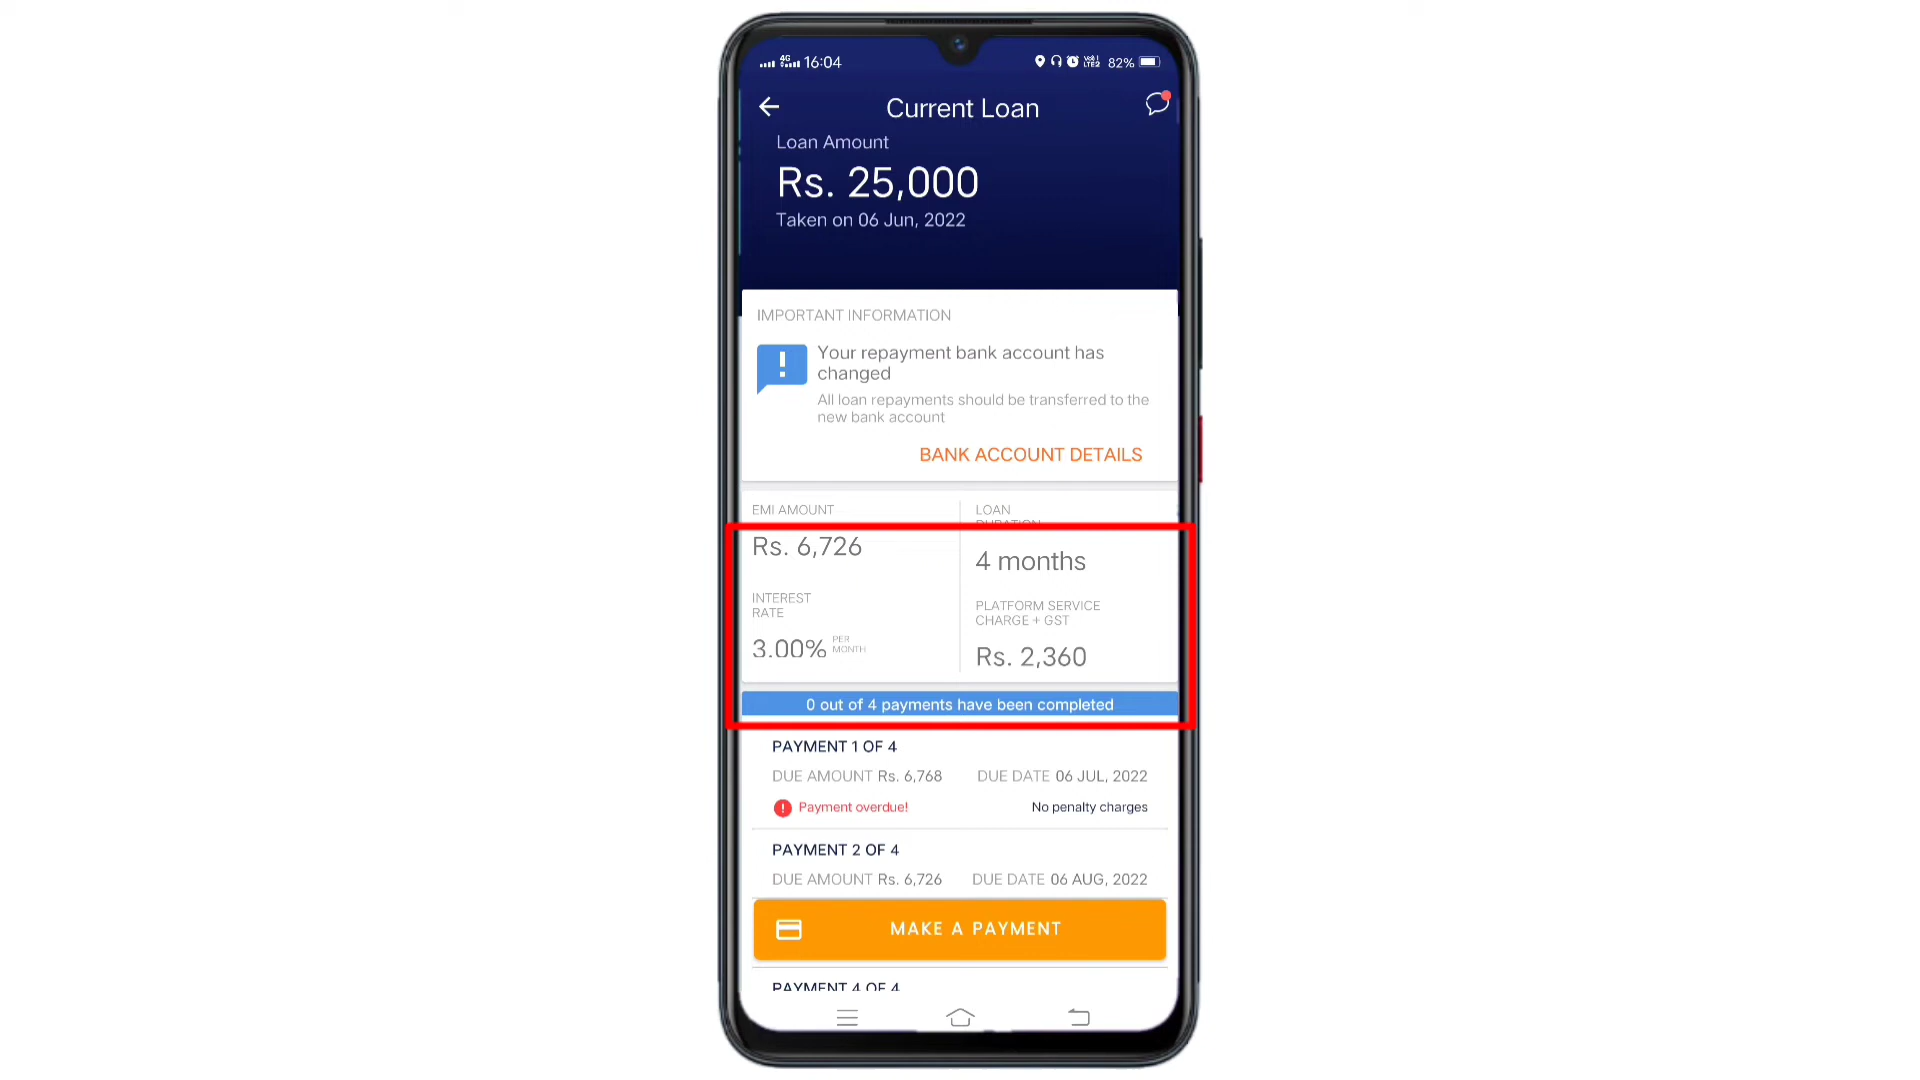 4G 16:04 VoI LTE2 82%
Current Loan
Loan Amount
Rs. 25,000
Taken on 06 Jun, 2022
IMPORTANT INFORMATION
Your repayment bank account has
changed
All loan repayments should be transferred to the
new bank account
BANK ACCOUNT DETAILS
EMI AMOUNT
Rs. 6,726
LOAN
DURATION
4 months
INTEREST
RATE
3.00% PER
MONTH
PLATFORM SERVICE
CHARGE + GST
Rs. 2,360
0 out of 4 payments have been completed
PAYMENT 1 OF 4
DUE AMOUNT Rs. 6,768 DUE DATE 06 JUL, 2022
Payment overdue! No penalty charges
PAYMENT 2 OF 4
DUE AMOUNT Rs. 6,726 DUE DATE 06 AUG, 2022
MAKE A PAYMENT
PAYMENT 4 OF 4